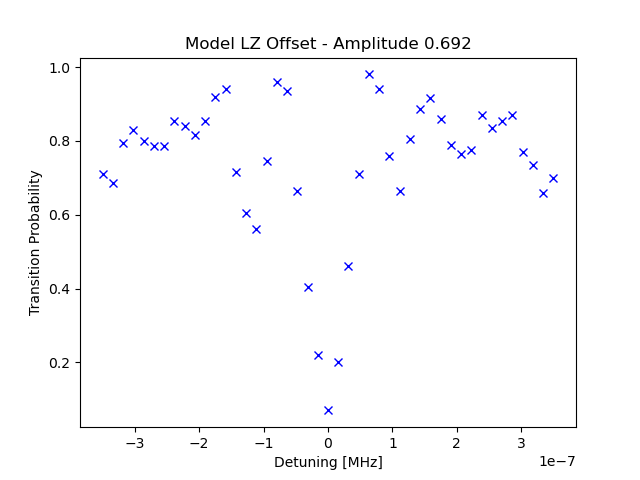 Model LZ Offset - Amplitude 0.692
Transition Probability
1.0
0.8
0.6
0.4
0.2
−3 −2 −1 0 1 2 3
1e−7
Detuning [MHz]